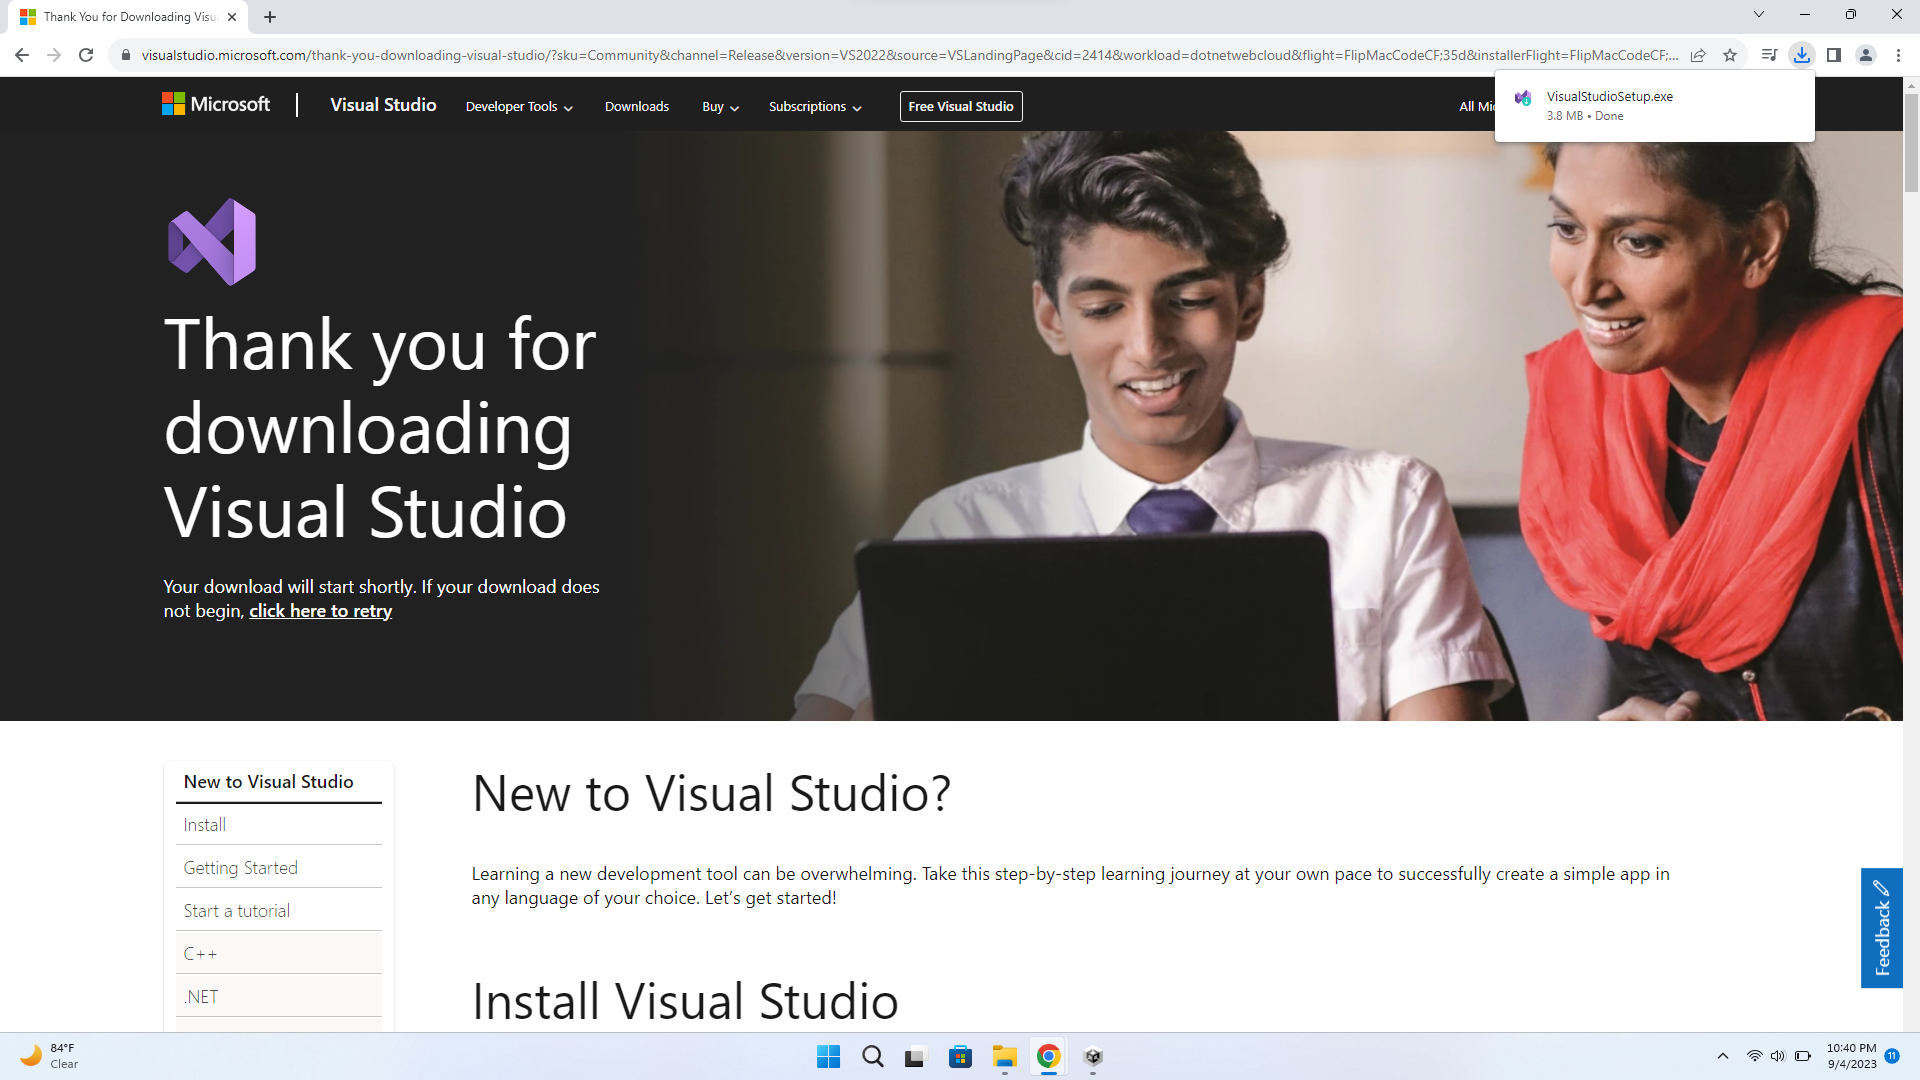 Thank You for Downloading Visu
visualstudio.microsoft.com/thank-you-downloading-visual-studio/?sku=Community&channel=Release&version=VS2022&source=VSLandingPage&cid=2414&workload=dotnetwebcloud&flight=FlipMacCodeCF;35d&installerFlight=FlipMacCodeCF;...
VisualStudioSetup.exe
3.8 MB • Done
Microsoft
Visual Studio
Developer Tools
Downloads
Buy
Subscriptions
Free Visual Studio
All Mi
Thank you for
downloading
Visual Studio
Your download will start shortly. If your download does
not begin, click here to retry
New to Visual Studio
Install
Getting Started
Start a tutorial
C++
.NET
New to Visual Studio?
Learning a new development tool can be overwhelming. Take this step-by-step learning journey at your own pace to successfully create a simple app in
any language of your choice. Let’s get started!
Install Visual Studio
Feedback
84°F
Clear
10:40 PM
9/4/2023
11